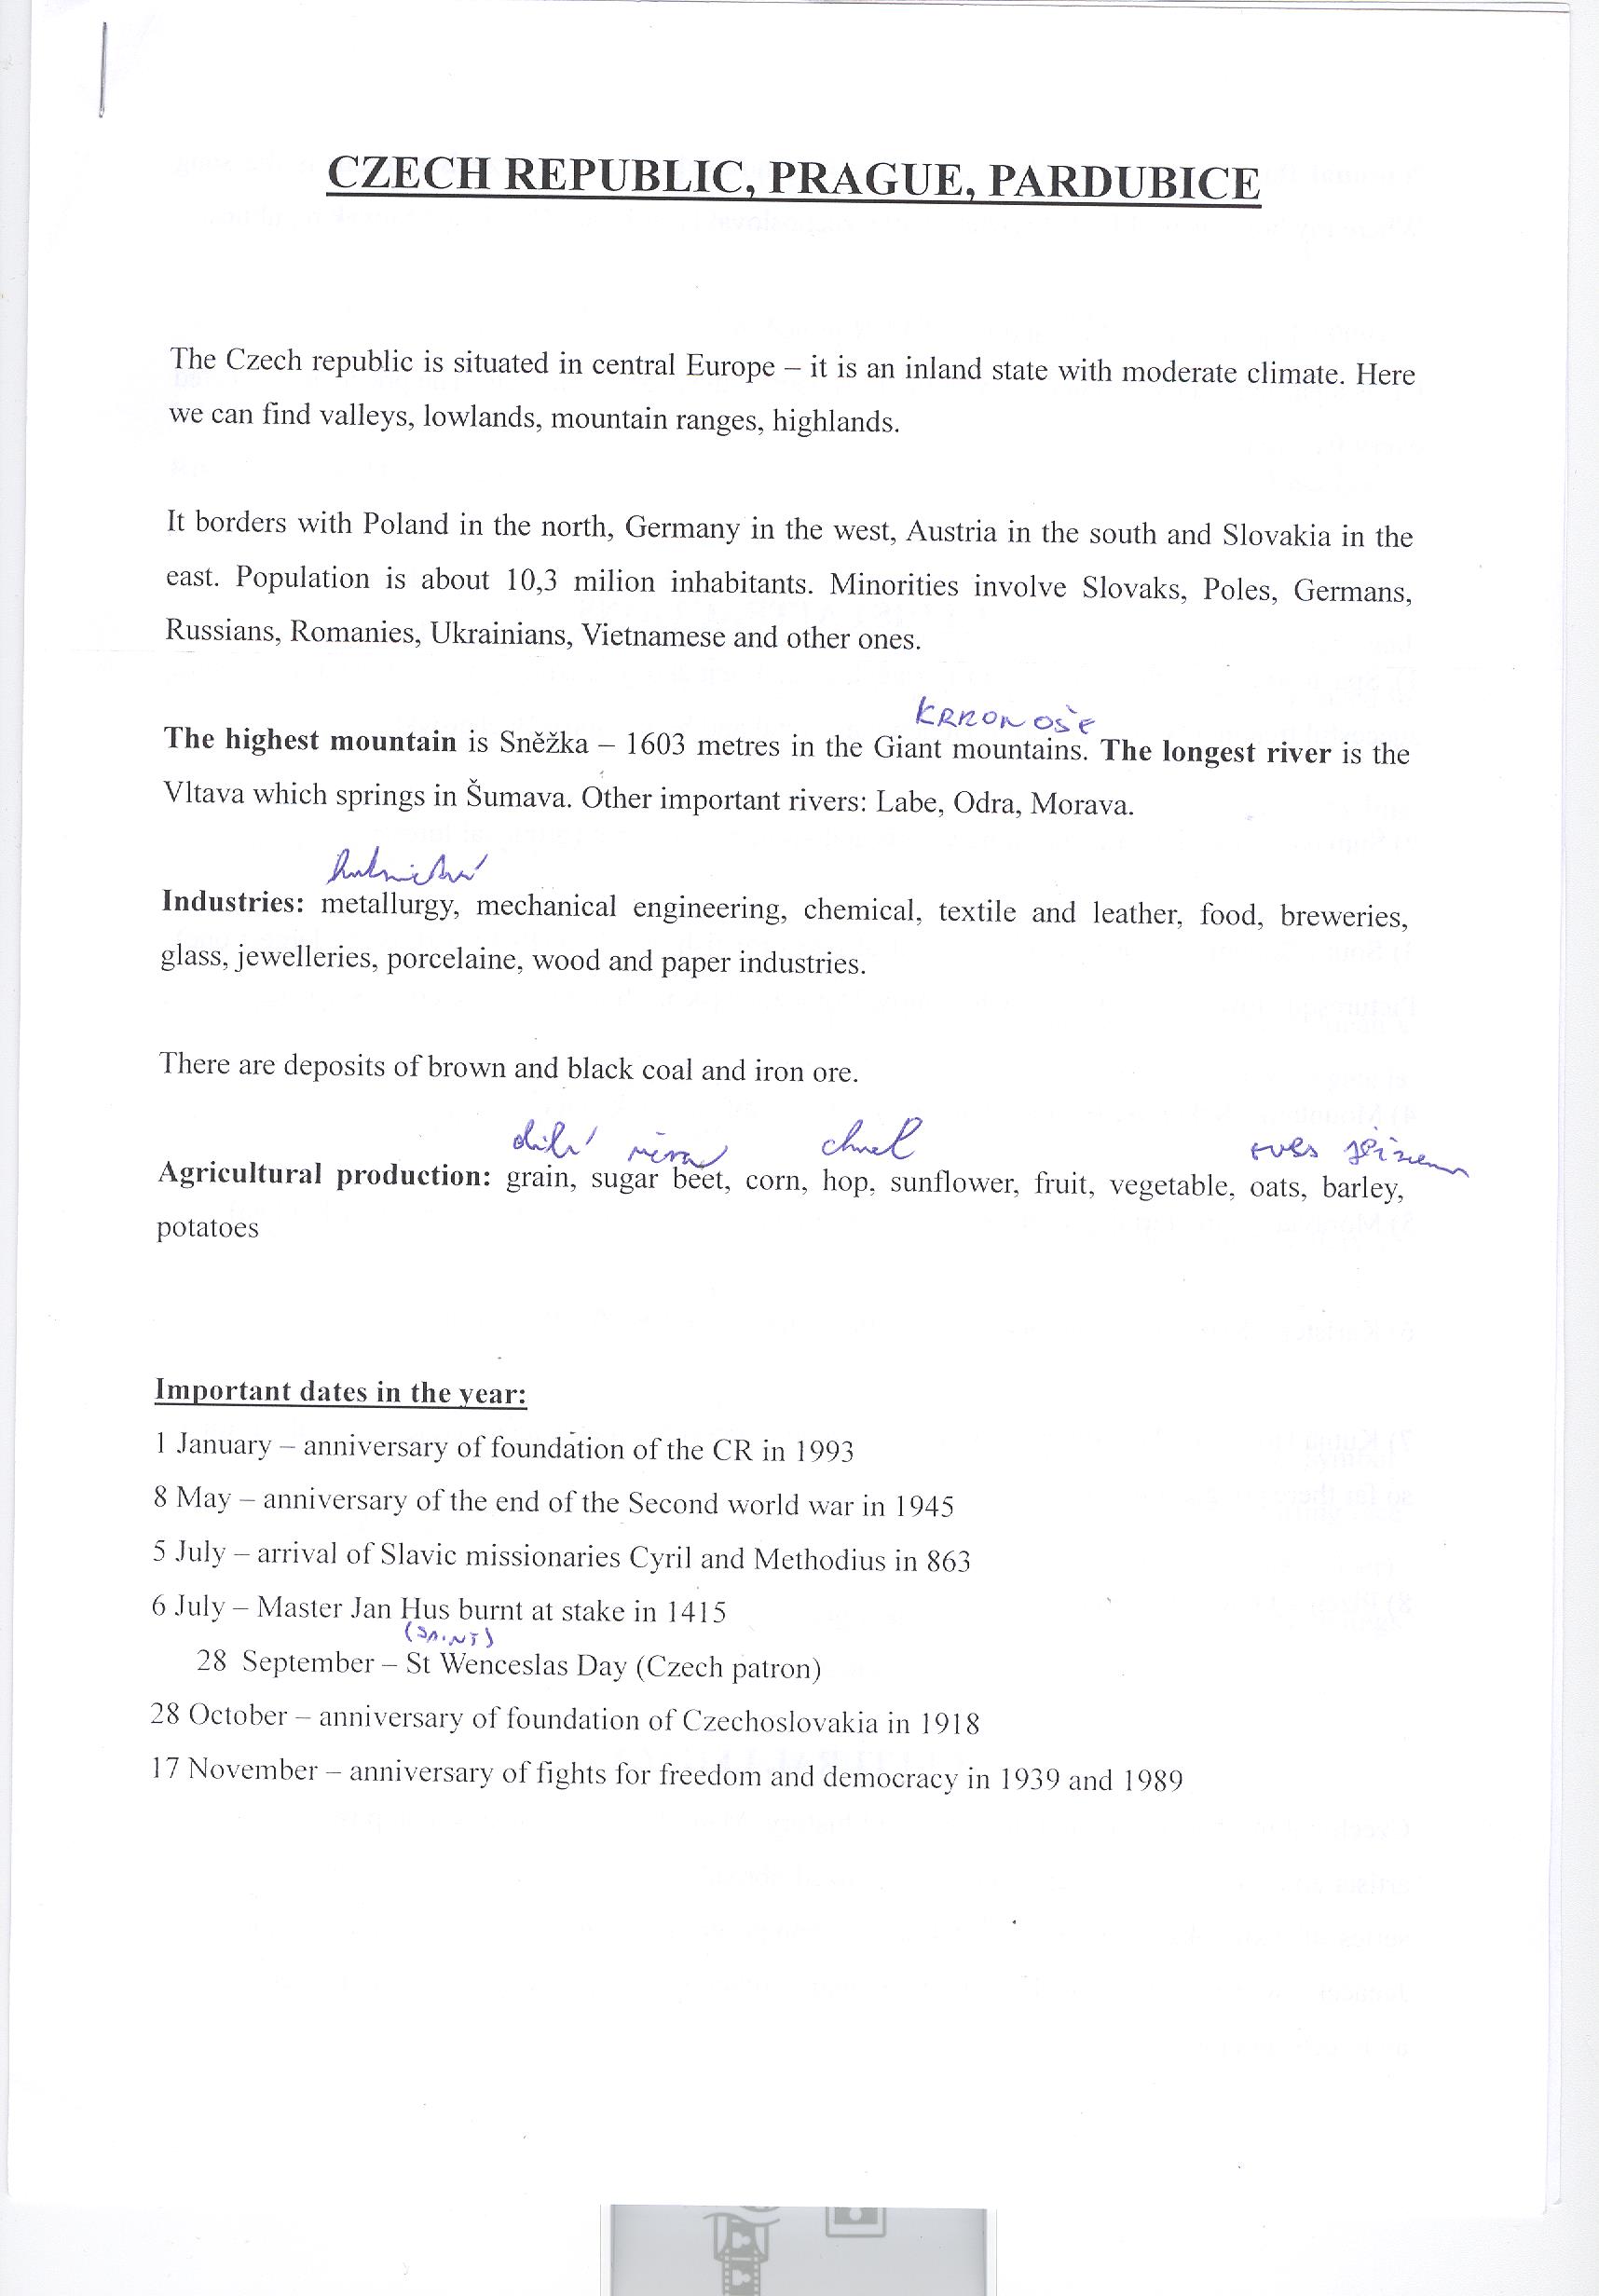 CZECH REPUBLIC, PRAGUE, PARDUBICE
The Czech republic is situated in central Europe – it is an inland state with moderate climate. Here
we can find valleys, lowlands, mountain ranges, highlands.
It borders with Poland in the north, Germany in the west, Austria in the south and Slovakia in the
east. Population is about 10,3 milion inhabitants. Minorities involve Slovaks, Poles, Germans,
Russians, Romanies, Ukrainians, Vietnamese and other ones.
KRKONOŠE
The highest mountain is Sněžka – 1603 metres in the Giant mountains. The longest river is the
Vltava which springs in Šumava. Other important rivers: Labe, Odra, Morava.
hutnictví
Industries: metallurgy, mechanical engineering, chemical, textile and leather, food, breweries,
glass, jewelleries, porcelaine, wood and paper industries.
There are deposits of brown and black coal and iron ore.
chmel oves ječmen
Agricultural production: grain, sugar beet, corn, hop, sunflower, fruit, vegetable, oats, barley,
potatoes
Important dates in the year:
1 January – anniversary of foundation of the CR in 1993
8 May – anniversary of the end of the Second world war in 1945
5 July – arrival of Slavic missionaries Cyril and Methodius in 863
6 July – Master Jan Hus burnt at stake in 1415
(SAINT)
28 September – St Wenceslas Day (Czech patron)
28 October – anniversary of foundation of Czechoslovakia in 1918
17 November – anniversary of fights for freedom and democracy in 1939 and 1989